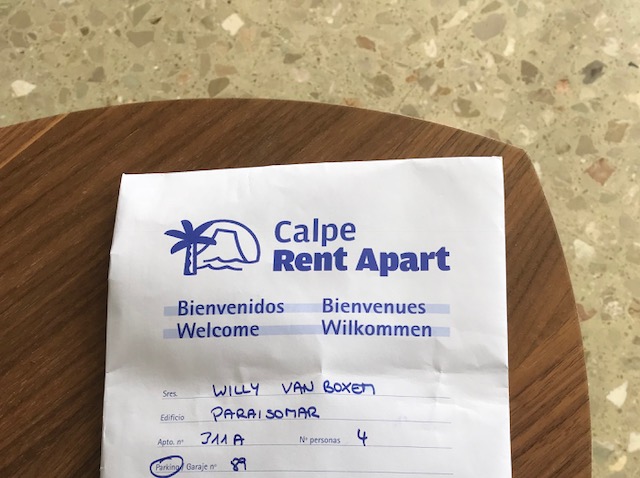 Calpe
Rent Apart
Bienvenidos Bienvenues
Welcome Wilkommen
Sres. WILLY VAN BOXEM
Edificio PARAISOMAR
Apto. nº 311A Nº personas 4
Parking / Garaje nº 89